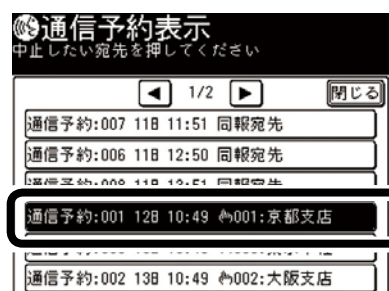 通信予約表示
中止したい宛先を押してください
◀ 1/2 ▶ 閉じる
通信予約:007 11日 11:51 同報宛先
通信予約:006 11日 12:50 同報宛先
通信予約:001 12日 10:49 001:京都支店
通信予約:002 13日 10:49 002:大阪支店